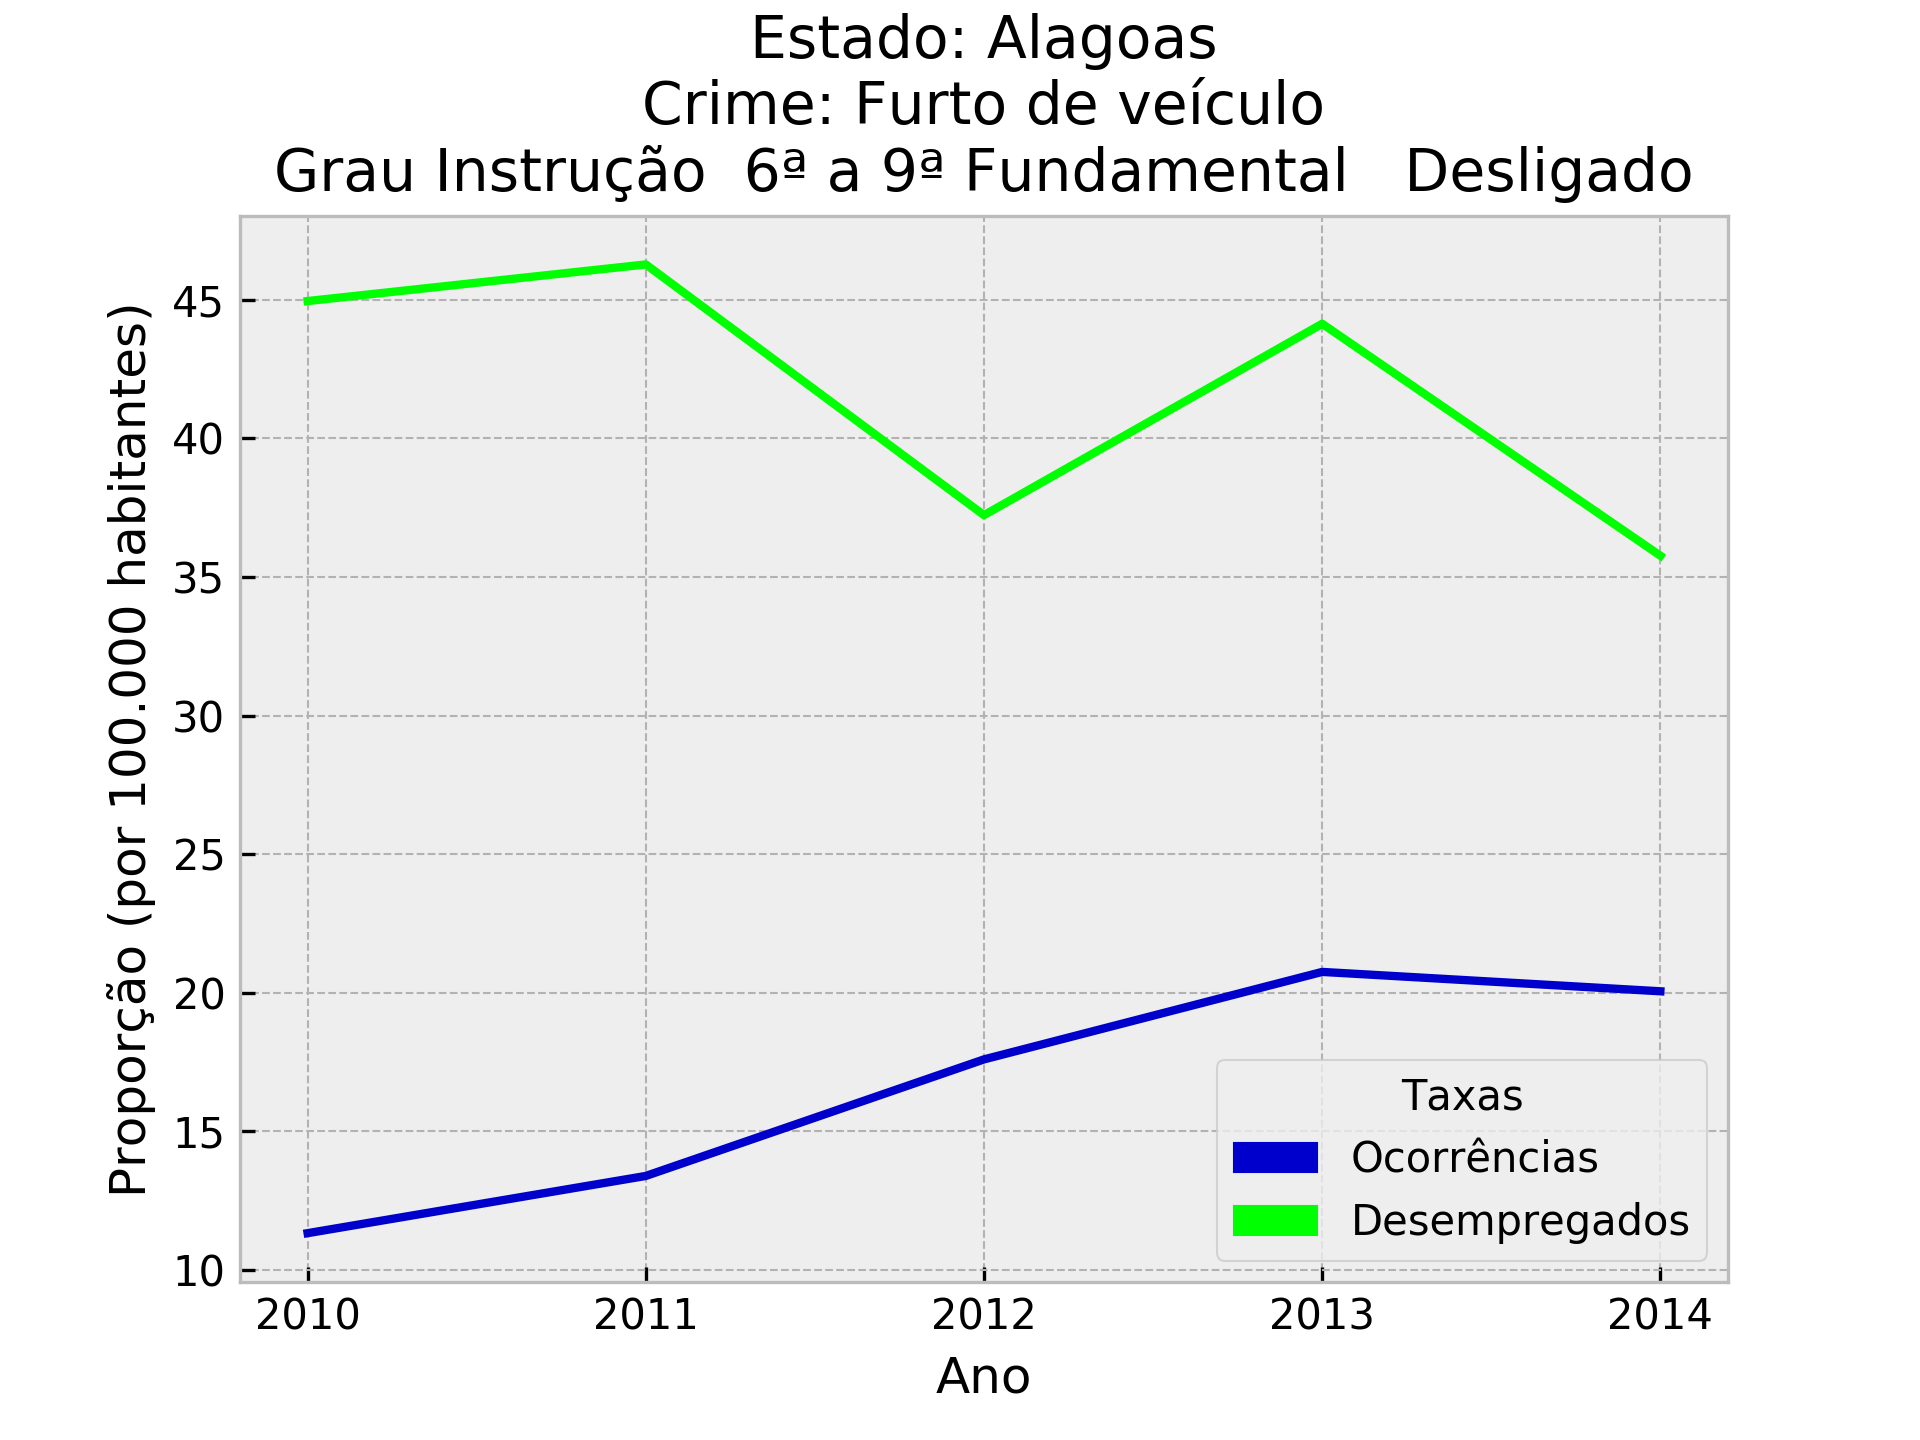 Estado: Alagoas
Crime: Furto de veículo
Grau Instrução  6ª a 9ª Fundamental   Desligado
Proporção (por 100.000 habitantes)
45
40
35
30
25
20
15
10
Taxas
Ocorrências
Desempregados
2010 2011 2012 2013 2014
Ano